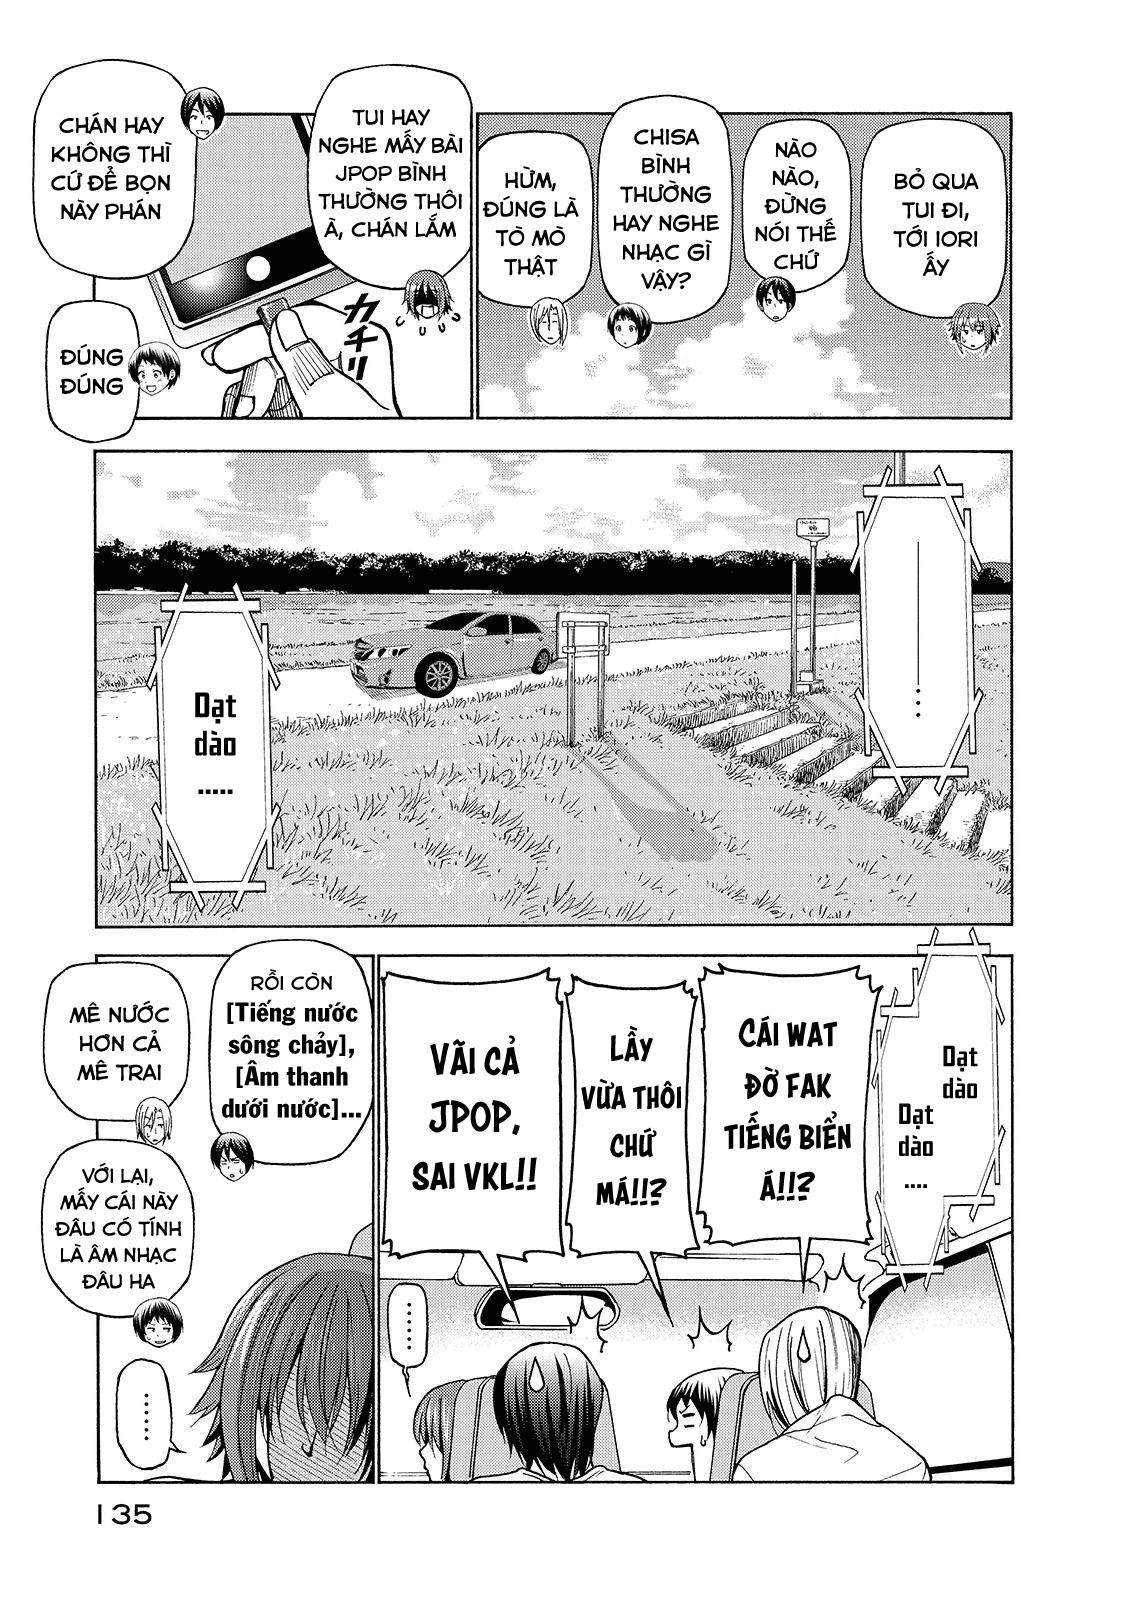 BỎ QUA
TUI ĐI,
TỚI IORI
ẤY
NÀO
NÀO,
ĐỪNG
NÓI THẾ
CHỨ
CHISA
BÌNH
THƯỜNG
HAY NGHE
NHẠC GÌ
VẬY?
HỪM,
ĐÚNG LÀ
TÒ MÒ
THẬT
TUI HAY
NGHE MẤY BÀI
JPOP BÌNH
THƯỜNG THÔI
À, CHÁN LẮM
カチリ
CHÁN HAY
KHÔNG THÌ
CỨ ĐỂ BỌN
NÀY PHÁN
ĐÚNG
ĐÚNG
............
Dạt
dào
.....
Dạt
dào
Dạt
dào
....
CÁI WAT
ĐỜ FAK
TIẾNG BIỂN
Á!!?
LẦY
VỪA THÔI
CHỨ
MÁ!!?
VÃI CẢ
JPOP,
SAI VKL!!
......
RỒI CÒN
[Tiếng nước
sông chảy],
[Âm thanh
dưới nước]...
MÊ NƯỚC
HƠN CẢ
MÊ TRAI
VỚI LẠI,
MẤY CÁI NÀY
ĐÂU CÓ TÍNH
LÀ ÂM NHẠC
ĐÂU HA
......
135